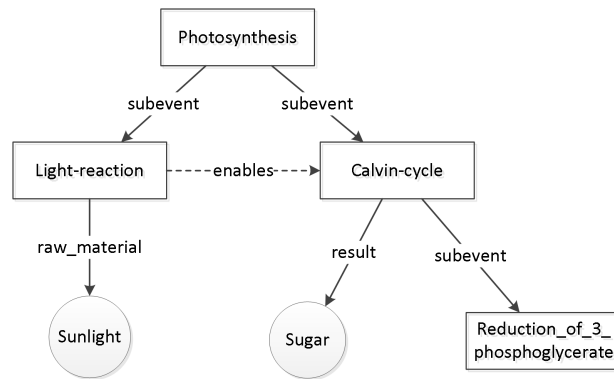 Photosynthesis
subevent
subevent
Light-reaction
enables
Calvin-cycle
raw_material
result
subevent
Sunlight
Sugar
Reduction_of_3_
phosphoglycerate